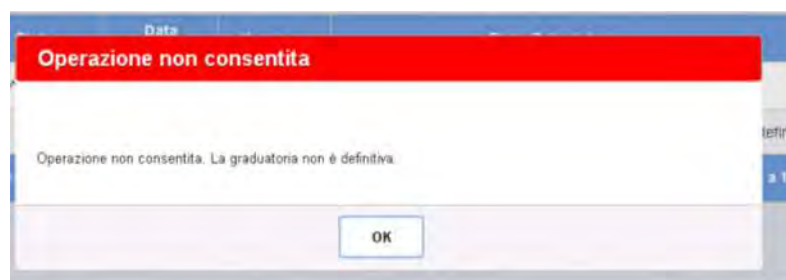 Data
Operazione non consentita
Operazione non consentita. La graduatoria non è definitiva.
OK